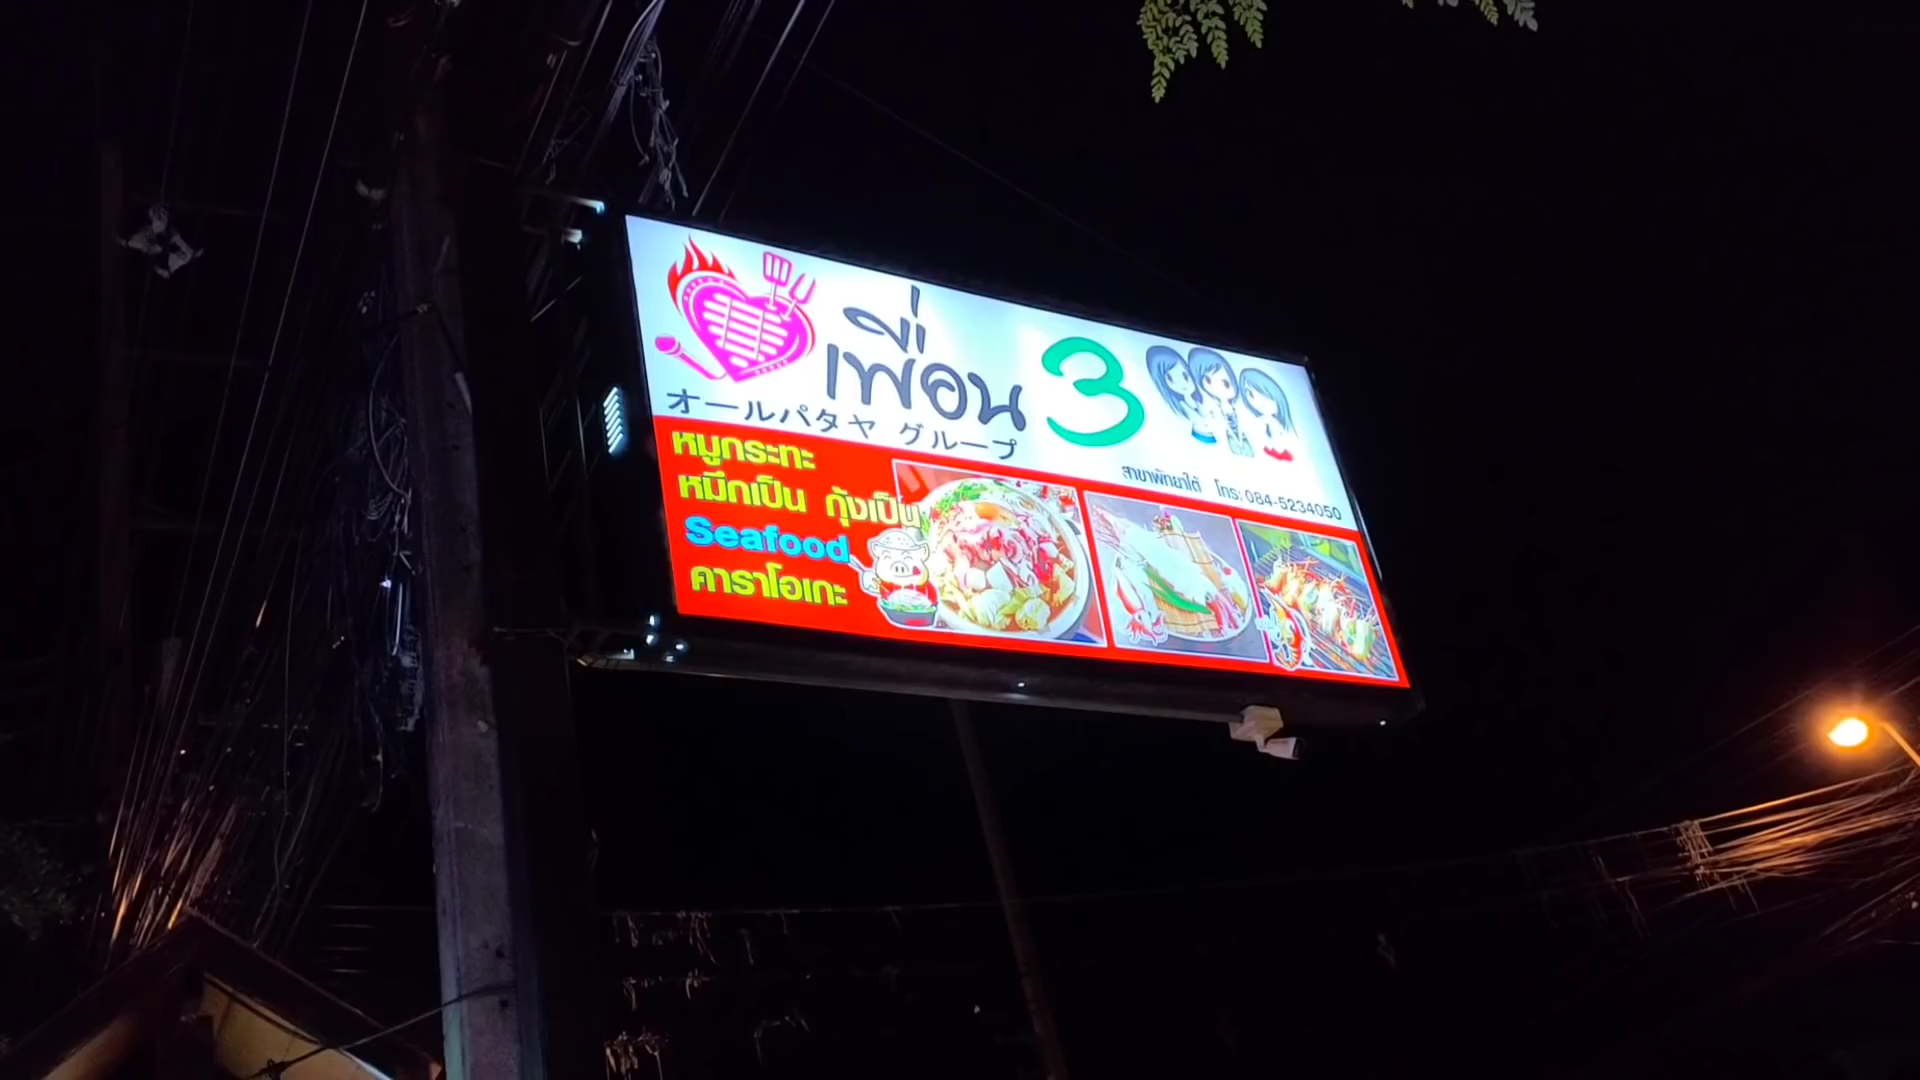 เพื่อน 3
オールパタヤ グループ
สาขาพัทยาใต้ โทร: 084-5234050
หมูกระทะ
หมึกเป็น กุ้งเป็น
Seafood
คาราโอเกะ